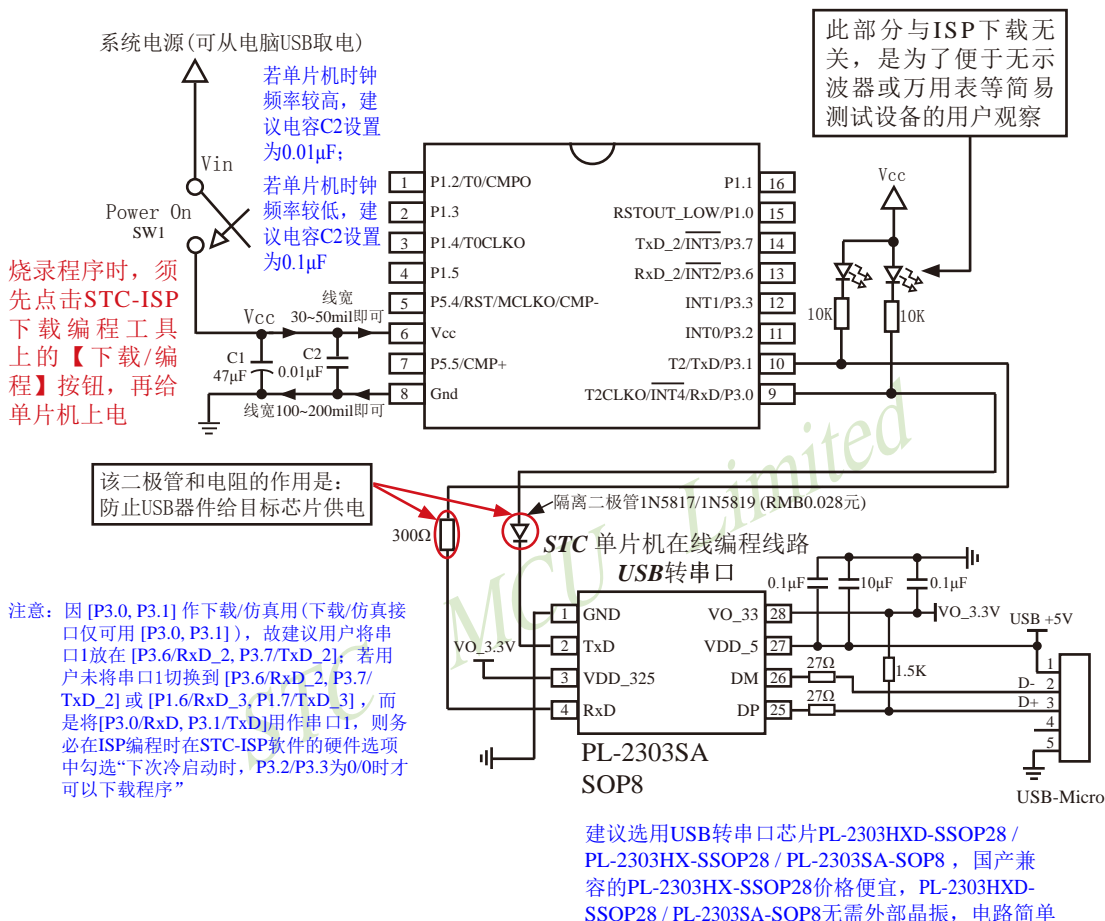 系统电源(可从电脑USB取电)
若单片机时钟
频率较高，建
议电容C2设置
为0.01μF；
若单片机时钟
频率较低，建
议电容C2设置
为0.1μF
此部分与ISP下载无
关，是为了便于无示
波器或万用表等简易
测试设备的用户观察
Vin
Power On
SW1
烧录程序时，须
先点击STC-ISP
下载编程工具
上的【下载/编
程】按钮，再给
单片机上电
Vcc
线宽
30~50mil即可
C1
47μF
C2
0.01μF
线宽100~200mil即可
1 P1.2/T0/CMPO
2 P1.3
3 P1.4/T0CLKO
4 P1.5
5 P5.4/RST/MCLKO/CMP-
6 Vcc
7 P5.5/CMP+
8 Gnd
P1.1 16
RSTOUT_LOW/P1.0 15
TxD_2/INT3/P3.7 14
RxD_2/INT2/P3.6 13
INT1/P3.3 12
INT0/P3.2 11
T2/TxD/P3.1 10
T2CLKO/INT4/RxD/P3.0 9
Vcc
10K
10K
该二极管和电阻的作用是：
防止USB器件给目标芯片供电
300Ω
隔离二极管1N5817/1N5819 (RMB0.028元)
STC 单片机在线编程线路
USB转串口
STC MCU Limited
注意：因 [P3.0, P3.1] 作下载/仿真用(下载/仿真接
口仅可用 [P3.0, P3.1] )，故建议用户将串
口1放在 [P3.6/RxD_2, P3.7/TxD_2]；若用
户未将串口1切换到 [P3.6/RxD_2, P3.7/
TxD_2] 或 [P1.6/RxD_3, P1.7/TxD_3] ，而
是将[P3.0/RxD, P3.1/TxD]用作串口1，则务
必在ISP编程时在STC-ISP软件的硬件选项
中勾选“下次冷启动时，P3.2/P3.3为0/0时才
可以下载程序”
VO_3.3V
1 GND
2 TxD
3 VDD_325
4 RxD
VO_33 28
VDD_5 27
DM 26
DP 25
PL-2303SA
SOP8
0.1μF
10μF
0.1μF
VO_3.3V
USB +5V
27Ω
27Ω
1.5K
1
D- 2
D+ 3
4
5
USB-Micro
建议选用USB转串口芯片PL-2303HXD-SSOP28 /
PL-2303HX-SSOP28 / PL-2303SA-SOP8 ，国产兼
容的PL-2303HX-SSOP28价格便宜，PL-2303HXD-
SSOP28 / PL-2303SA-SOP8无需外部晶振，电路简单